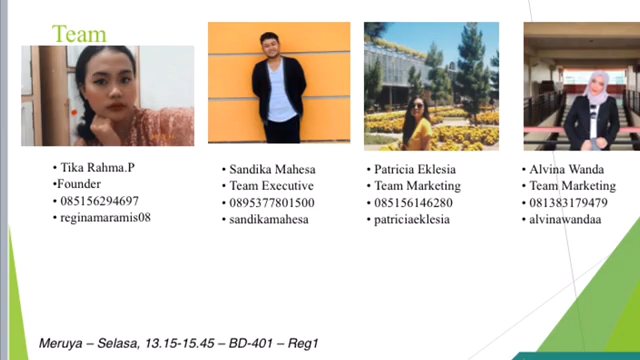 Team
• Tika Rahma.P
•Founder
• 085156294697
• reginamaramis08
• Sandika Mahesa
• Team Executive
• 0895377801500
• sandikamahesa
• Patricia Eklesia
• Team Marketing
• 085156146280
• patriciaeklesia
• Alvina Wanda
• Team Marketing
• 081383179479
• alvinawandaa
Meruya – Selasa, 13.15-15.45 – BD-401 – Reg1